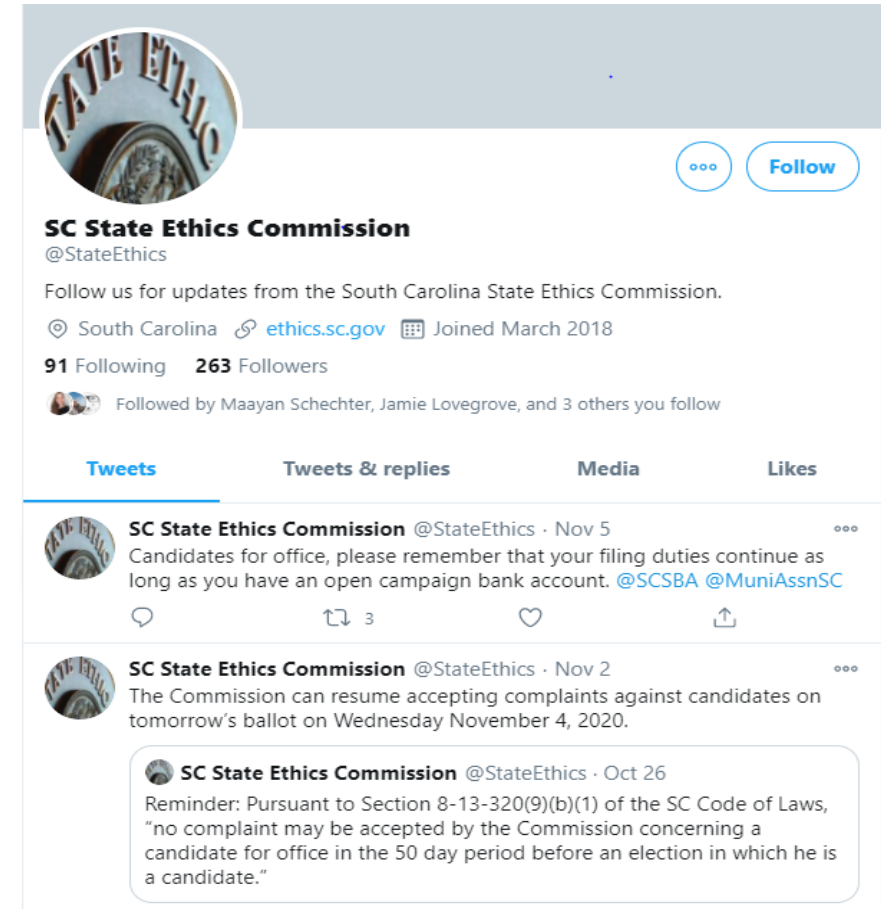 TATE ETHIC
Follow
SC State Ethics Commission
@StateEthics
Follow us for updates from the South Carolina State Ethics Commission.
South Carolina ethics.sc.gov Joined March 2018
91 Following 263 Followers
Followed by Maayan Schechter, Jamie Lovegrove, and 3 others you follow
Tweets Tweets & replies Media Likes
SC State Ethics Commission @StateEthics · Nov 5
Candidates for office, please remember that your filing duties continue as
long as you have an open campaign bank account. @SCSBA @MuniAssnSC
3
SC State Ethics Commission @StateEthics · Nov 2
The Commission can resume accepting complaints against candidates on
tomorrow's ballot on Wednesday November 4, 2020.
SC State Ethics Commission @StateEthics · Oct 26
Reminder: Pursuant to Section 8-13-320(9)(b)(1) of the SC Code of Laws,
"no complaint may be accepted by the Commission concerning a
candidate for office in the 50 day period before an election in which he is
a candidate."